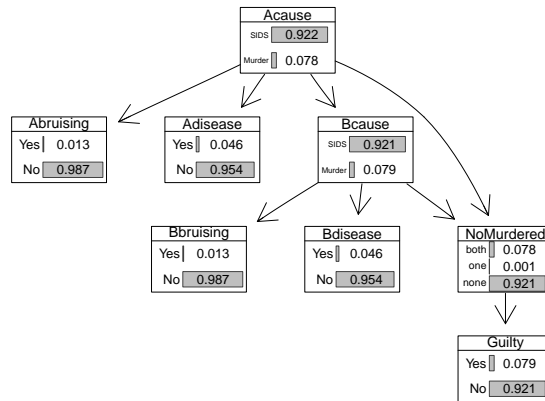 Acause
SIDS 0.922
Murder 0.078
Abruising
Yes 0.013
No 0.987
Adisease
Yes 0.046
No 0.954
Bcause
SIDS 0.921
Murder 0.079
Bbruising
Yes 0.013
No 0.987
Bdisease
Yes 0.046
No 0.954
NoMurdered
both 0.078
one 0.001
none 0.921
Guilty
Yes 0.079
No 0.921